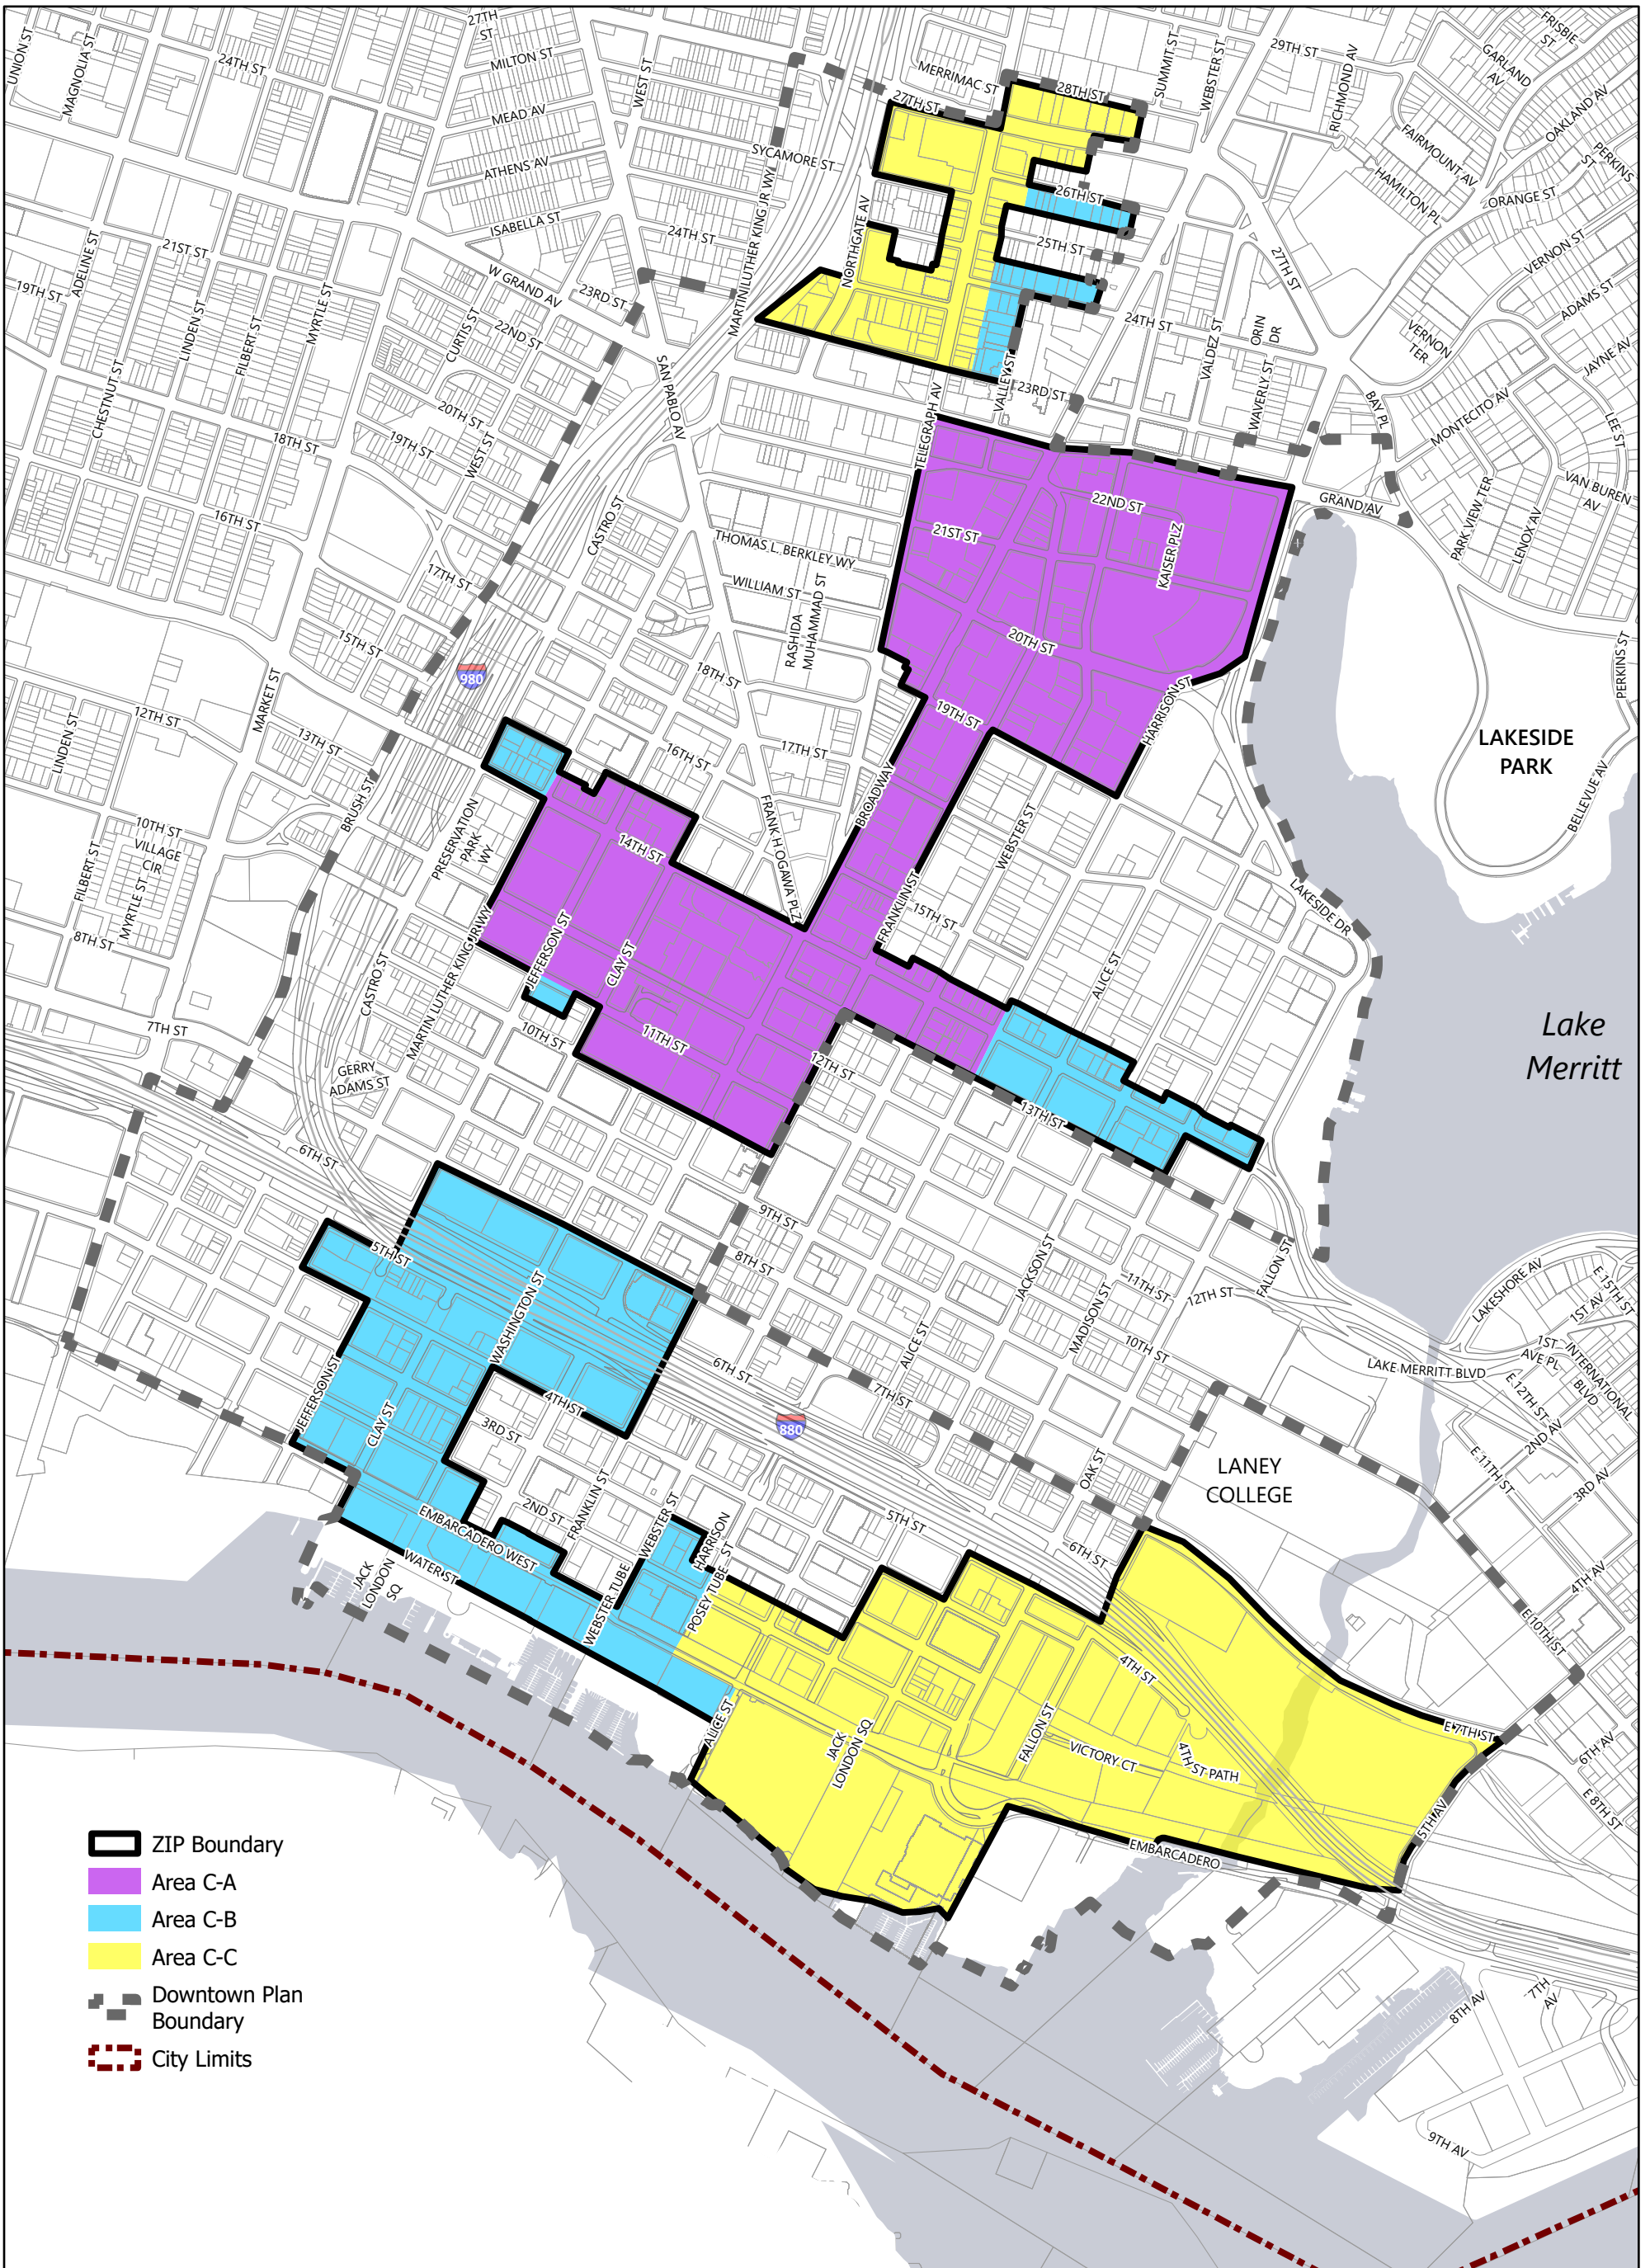 27TH
ST
UNION ST
MAGNOLIA ST
24TH ST
MILTON ST
WEST ST
MEAD AV
ATHENS AV
ISABELLA ST
SYCAMORE ST
24TH ST
MARTIN LUTHER KING JR WY
NORTHGATE AV
MERRIMAC ST
27TH ST
28TH ST
SUMMIT ST
WEBSTER ST
29TH ST
RICHMOND AV
FRISBIE
ST
GARLAND
AV
OAKLAND AV
FAIRMOUNT AV
PERKINS
ST
HAMILTON PL
ORANGE ST
26TH ST
25TH ST
27TH ST
VERNON ST
ADAMS ST
VERNON
TER
JAYNE AV
24TH ST
VALDEZ ST
ORIN
DR
WAVERLY ST
BAY PL
MONTECITO AV
LEE ST
VAN BUREN
AV
PARK VIEW TER
LENOX AV
GRAND AV
23RD ST
VALLEY ST
TELEGRAPH AV
19TH ST
ADELINE ST
21ST ST
LINDEN ST
FILBERT ST
MYRTLE ST
CHESTNUT ST
W GRAND AV
23RD ST
22ND ST
CURTIS ST
20TH ST
19TH ST
WEST ST
18TH ST
16TH ST
SAN PABLO AV
CASTRO ST
17TH ST
15TH ST
THOMAS L. BERKLEY WY
WILLIAM ST
RASHIDA
MUHAMMAD ST
22ND ST
21ST ST
KAISER PLZ
20TH ST
19TH ST
HARRISON ST
PERKINS ST
LAKESIDE
PARK
BELLEVUE AV
980
18TH ST
17TH ST
16TH ST
MARKET ST
12TH ST
13TH ST
LINDEN ST
BRUSH ST
10TH ST
VILLAGE
CIR
FILBERT ST
MYRTLE ST
8TH ST
7TH ST
PRESERVATION
PARK
WY
14TH ST
FRANK H OGAWA PLZ
BROADWAY
FRANKLIN ST
WEBSTER ST
15TH ST
ALICE ST
LAKESIDE DR
JEFFERSON ST
CLAY ST
CASTRO ST
MARTIN LUTHER KING JR WY
10TH ST
11TH ST
12TH ST
13TH ST
Lake
Merritt
GERRY
ADAMS ST
6TH ST
5TH ST
WASHINGTON ST
9TH ST
8TH ST
JACKSON ST
MADISON ST
11TH ST
12TH ST
FALLON ST
10TH ST
ALICE ST
6TH ST
7TH ST
LAKESHORE AV
E 15TH ST
1ST AV
1ST
AVE PL
INTERNATIONAL
BLVD
LAKE MERRITT BLVD
E 12TH ST
2ND AV
E 11TH ST
3RD AV
4TH AV
E 10TH ST
JEFFERSON ST
CLAY ST
4TH ST
3RD ST
880
OAK ST
LANEY
COLLEGE
2ND ST
FRANKLIN ST
WEBSTER ST
HARRISON
ST
5TH ST
6TH ST
EMBARCADERO WEST
WATER ST
JACK
LONDON
SQ
WEBSTER TUBE
POSEY TUBE
ALICE ST
JACK
LONDON SQ
FALLON ST
4TH ST
VICTORY CT
4TH ST PATH
E 7TH ST
6TH AV
E 8TH ST
5TH AV
EMBARCADERO
7TH
AV
8TH AV
9TH AV
ZIP Boundary
Area C-A
Area C-B
Area C-C
Downtown Plan
Boundary
City Limits